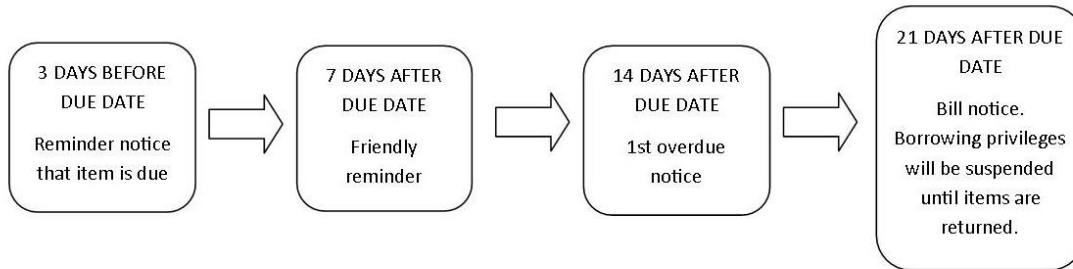 3 DAYS BEFORE
DUE DATE
Reminder notice
that item is due
7 DAYS AFTER
DUE DATE
Friendly
reminder
14 DAYS AFTER
DUE DATE
1st overdue
notice
21 DAYS AFTER DUE
DATE
Bill notice.
Borrowing privileges
will be suspended
until items are
returned.